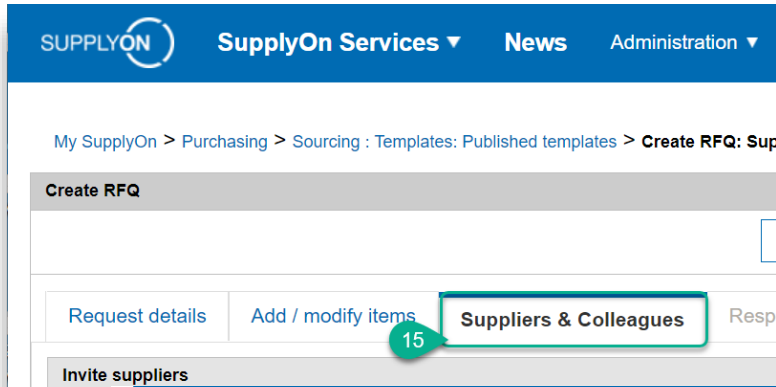 SUPPLYON SupplyOn Services ▼ News Administration ▼
My SupplyOn > Purchasing > Sourcing : Templates: Published templates > Create RFQ: Sup
Create RFQ
Request details Add / modify items Suppliers & Colleagues Resp
15
Invite suppliers